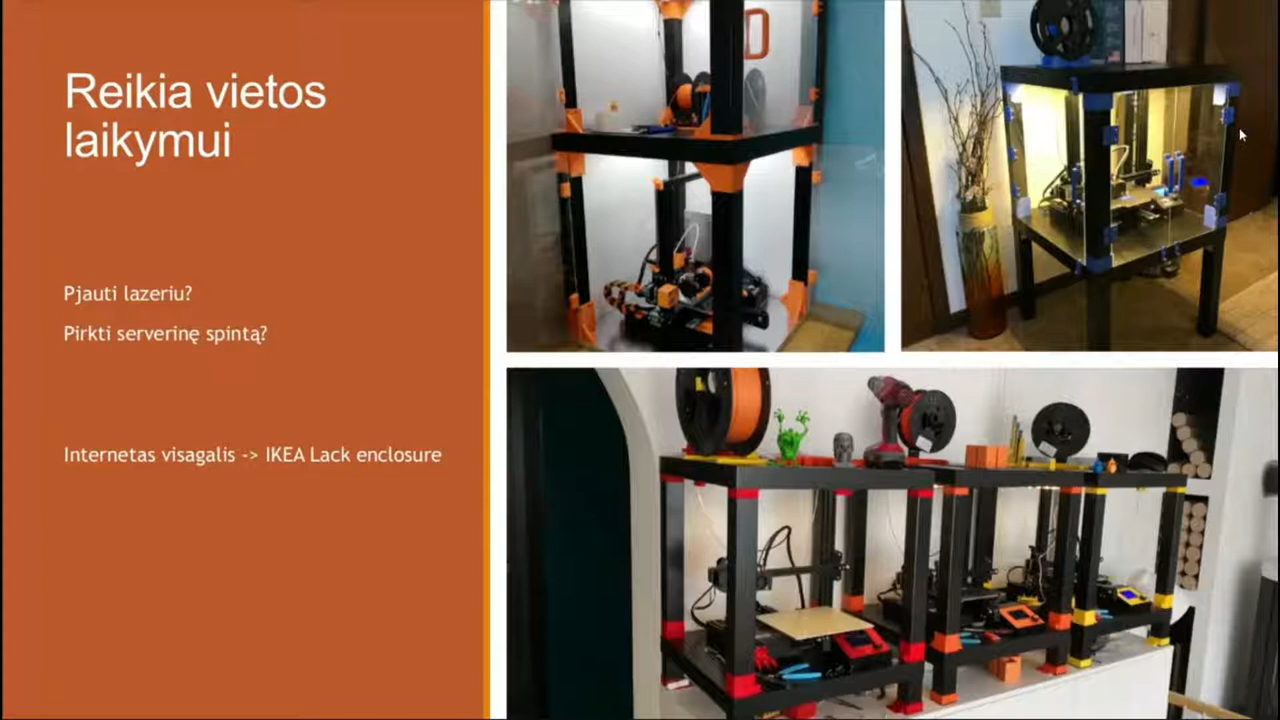 Reikia vietos
laikymui
Pjauti lazeriu?
Pirkti serverinę spintą?
Internetas visagalis -> IKEA Lack enclosure